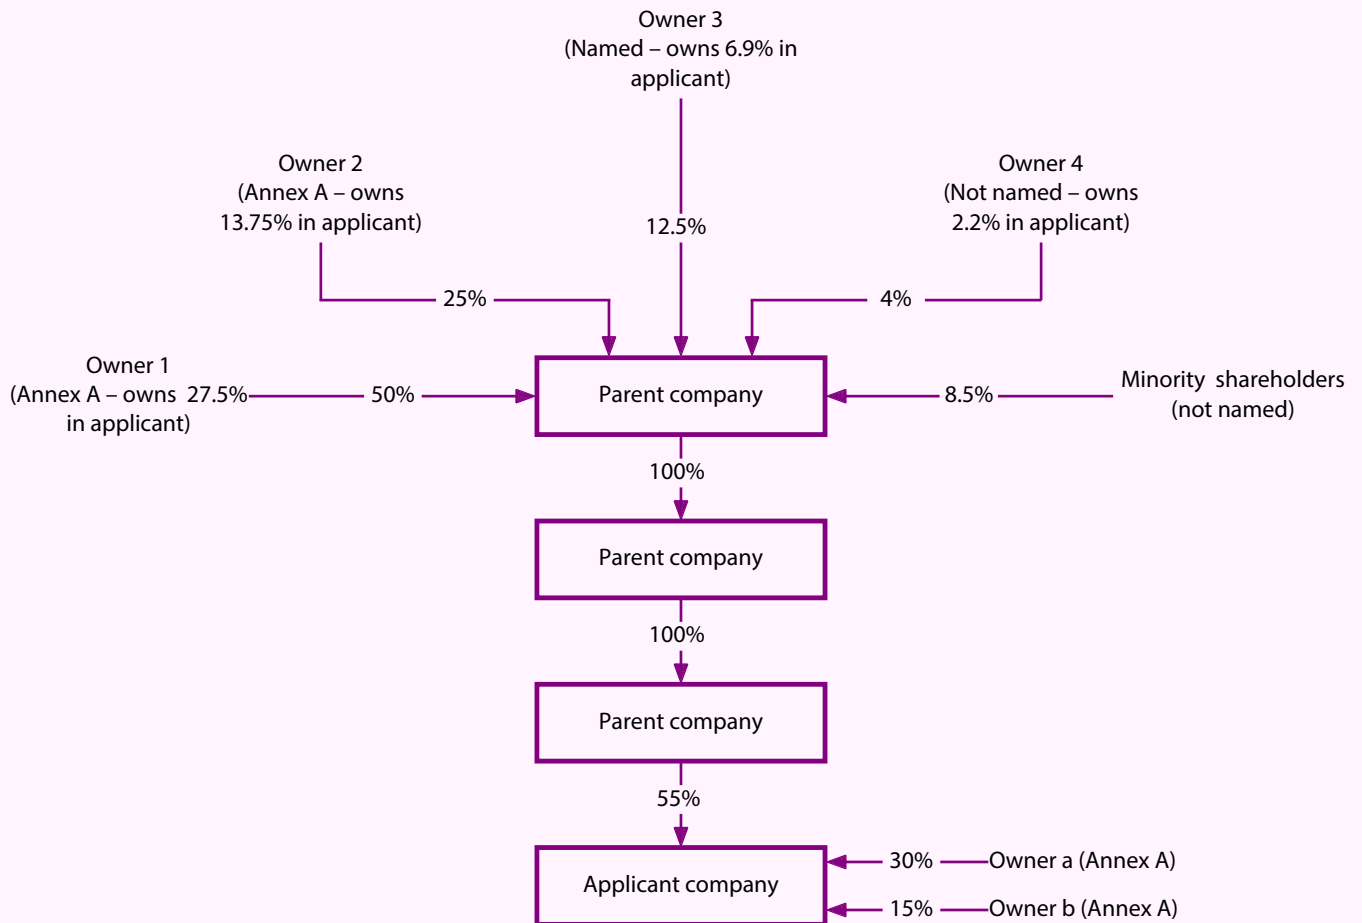 Owner 3
(Named – owns 6.9% in
applicant)
Owner 2
(Annex A – owns
13.75% in applicant)
Owner 4
(Not named – owns
2.2% in applicant)
12.5%
25%
4%
Owner 1
(Annex A – owns 27.5%
in applicant)
50%
Parent company
8.5%
Minority shareholders
(not named)
100%
Parent company
100%
Parent company
55%
Applicant company
30%
Owner a (Annex A)
15%
Owner b (Annex A)